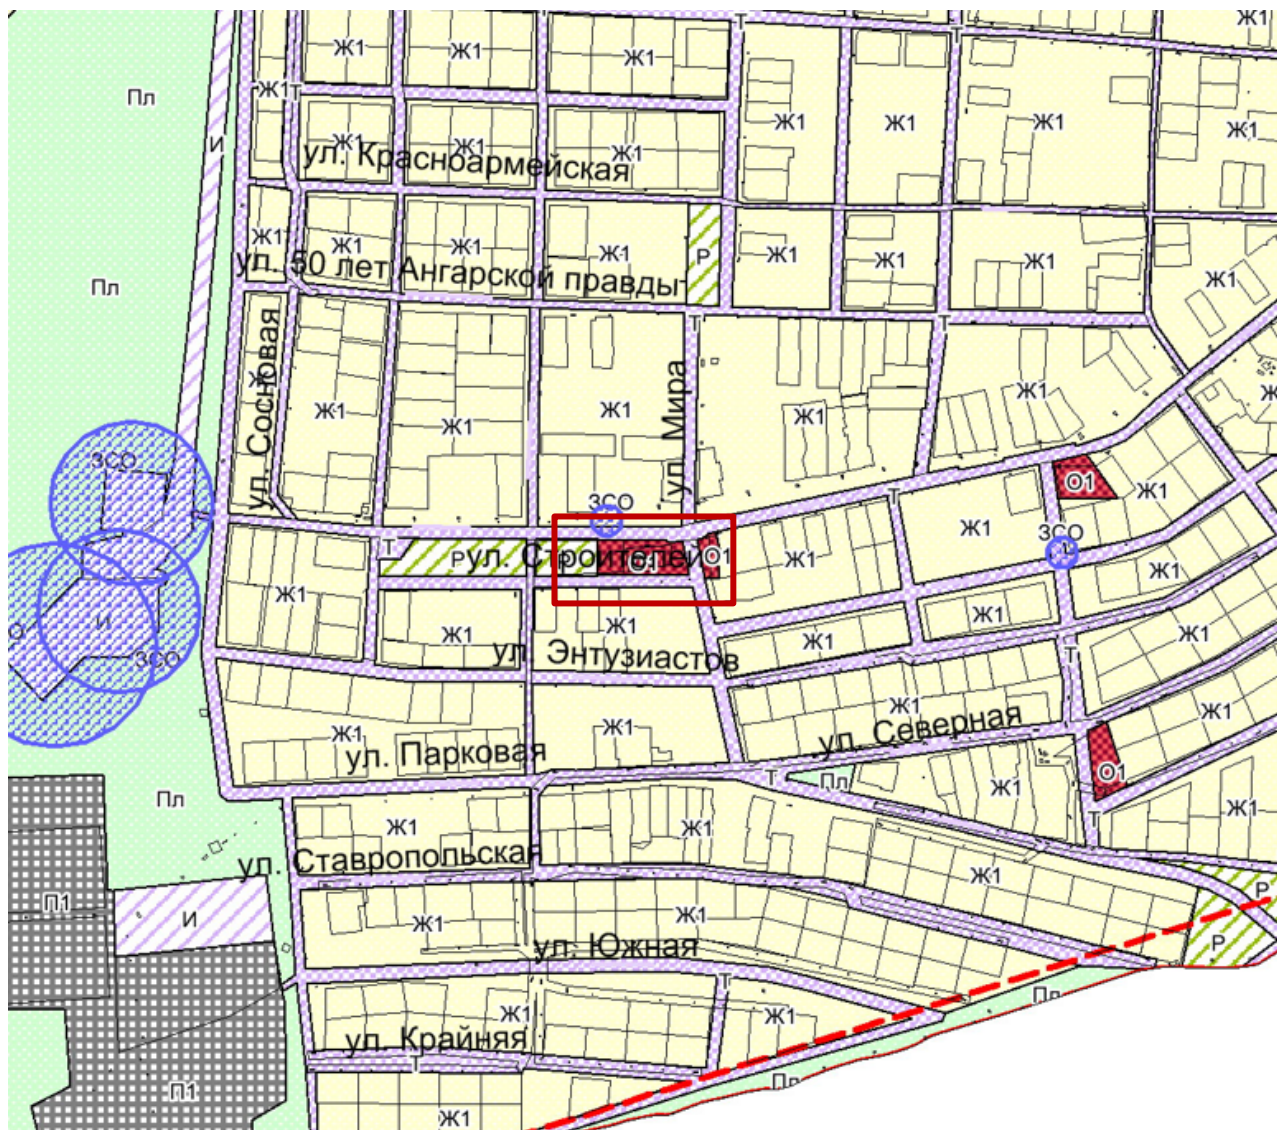 Ж1
Ж1 Ж1 Ж1 Т Т
Пл Ж1 Т
Ж1 Ж1 Ж1 Ж1 Ж1 Ж1 Ж1 Ж1
И
ул. Красноармейская
Ж1 Ж1 Ж1 Ж1 Р Ж1 Ж1 Ж1 Ж1
ул. 50 лет Ангарской правды
Пл
Т Т
ул. Сосновая
ул. Мира
Ж1 Ж1 Ж1 Ж1 Ж1 Ж1
Ж1
ЗСО О1 Ж1
Т
ЗСО Ж1 ЗСО
Т Р ул. Строителей О1 О1 Ж1
Ж1 Ж1
И Ж1 Ж1 Ж1 Ж1 Ж1
ЗСО ул. Энтузиастов Т
Ж1 Ж1 Ж1 ул. Северная Ж1
ул. Парковая
Т Пл О1
Пл Ж1 Ж1
Ж1 Ж1 Т
ул. Ставропольская
Ж1
П1 И Ж1 Ж1 Р
ул. Южная Р
Т Пл
Ж1 Ж1
ул. Крайняя
Т Пл
П1
Ж1